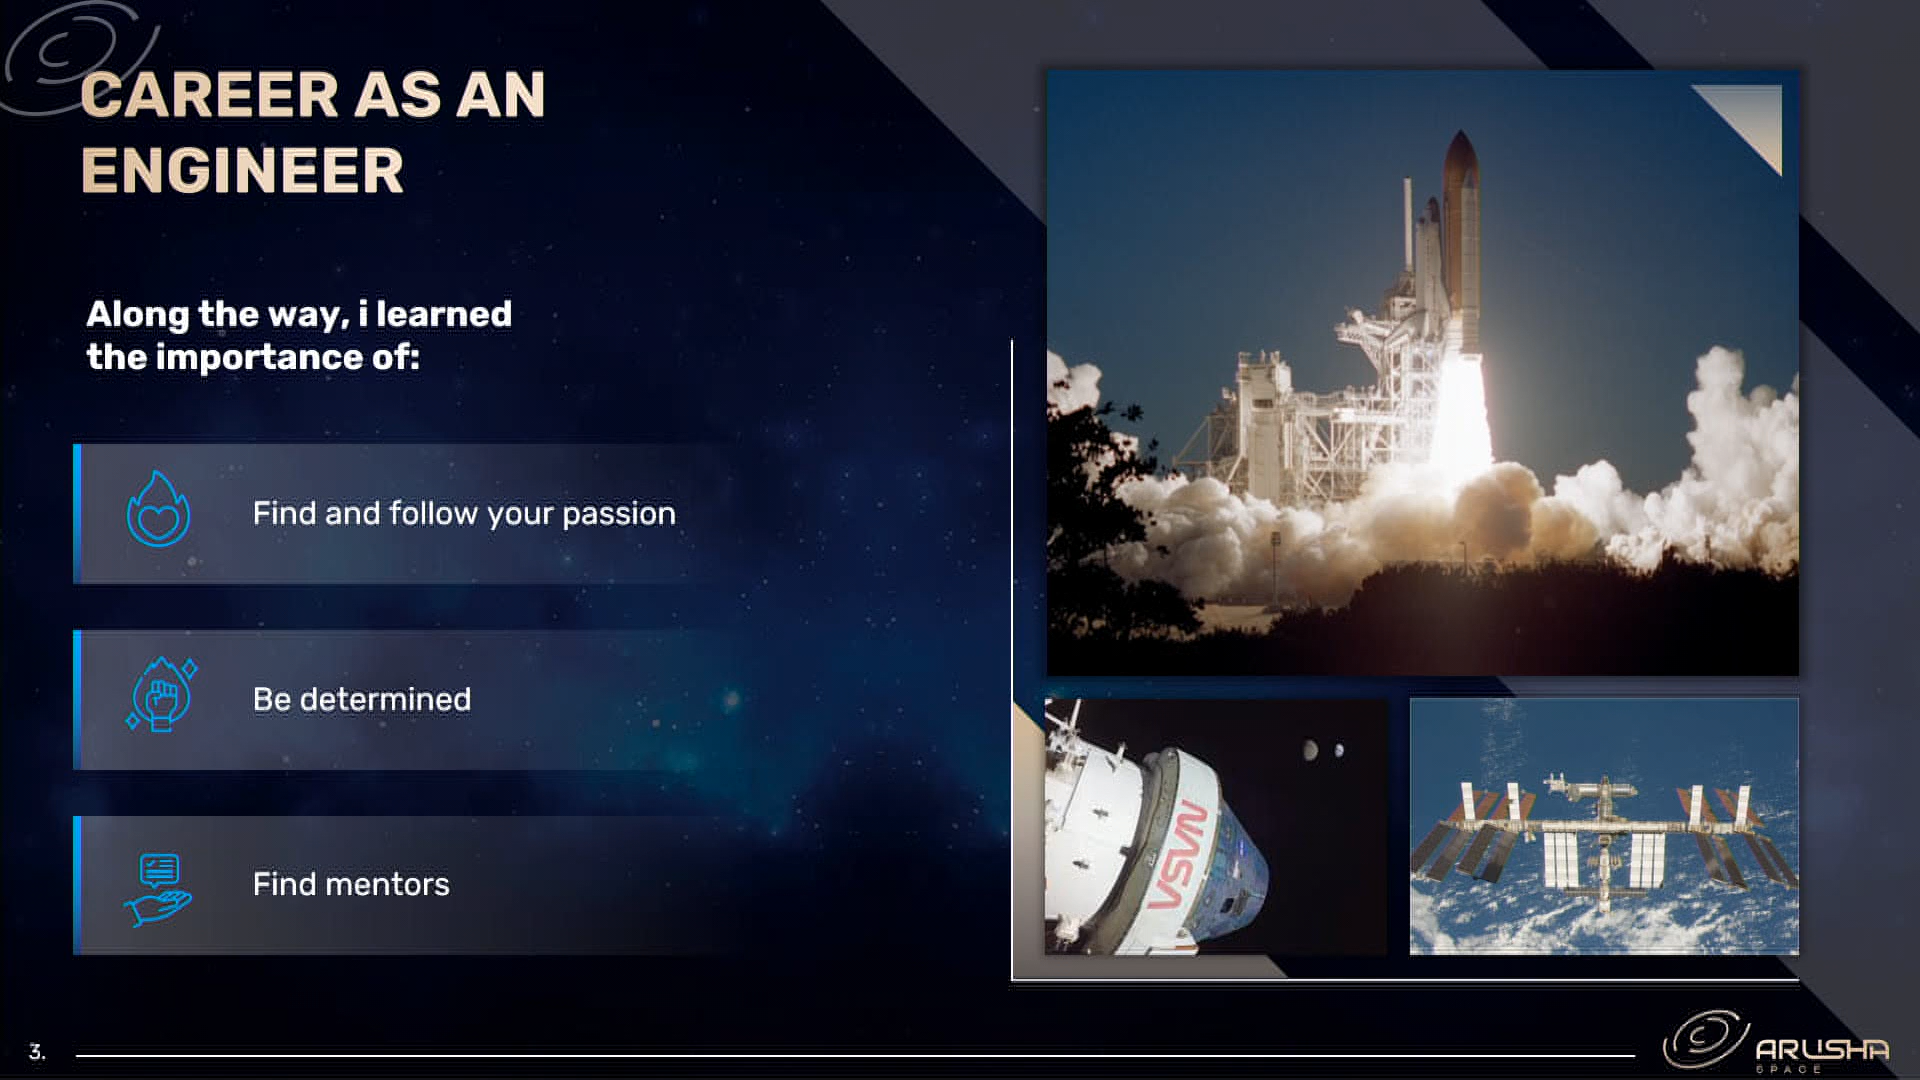 CAREER AS AN
ENGINEER
Along the way, i learned
the importance of:
Find and follow your passion
Be determined
Find mentors
NASA
3.
ARUSHA
SPACE